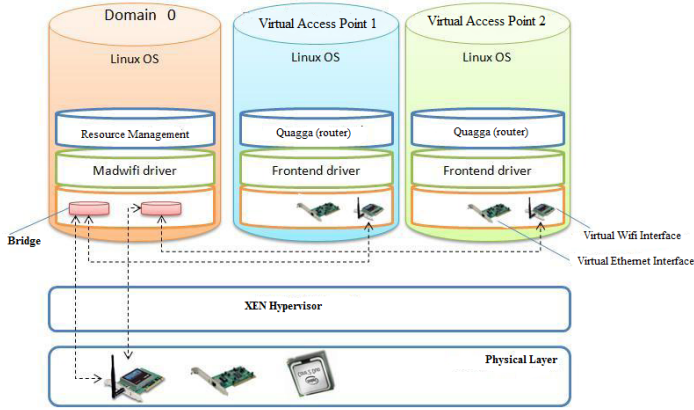 Domain 0
Virtual Access Point 1
Virtual Access Point 2
Linux OS
Linux OS
Linux OS
Resource Management
Quagga (router)
Quagga (router)
Madwifi driver
Frontend driver
Frontend driver
Bridge
Virtual Wifi Interface
Virtual Ethernet Interface
XEN Hypervisor
Physical Layer